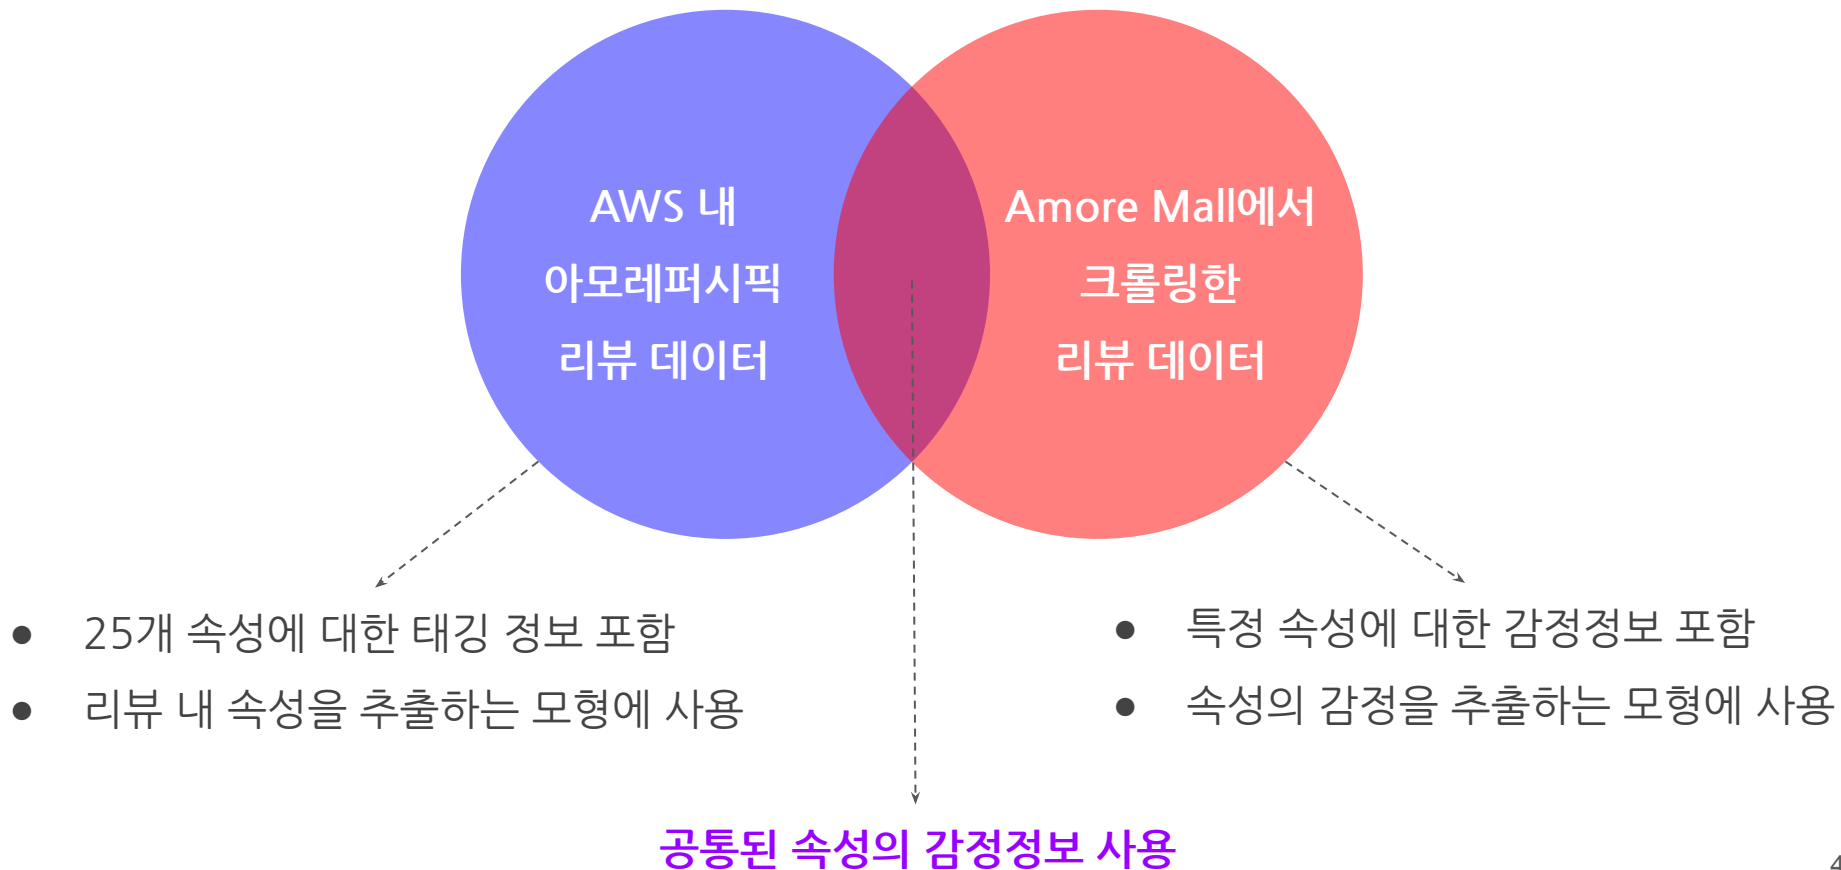 AWS 내
아모레퍼시픽
리뷰 데이터
Amore Mall에서
크롤링한
리뷰 데이터
● 25개 속성에 대한 태깅 정보 포함
● 리뷰 내 속성을 추출하는 모형에 사용
● 특정 속성에 대한 감정정보 포함
● 속성의 감정을 추출하는 모형에 사용
공통된 속성의 감정정보 사용
4